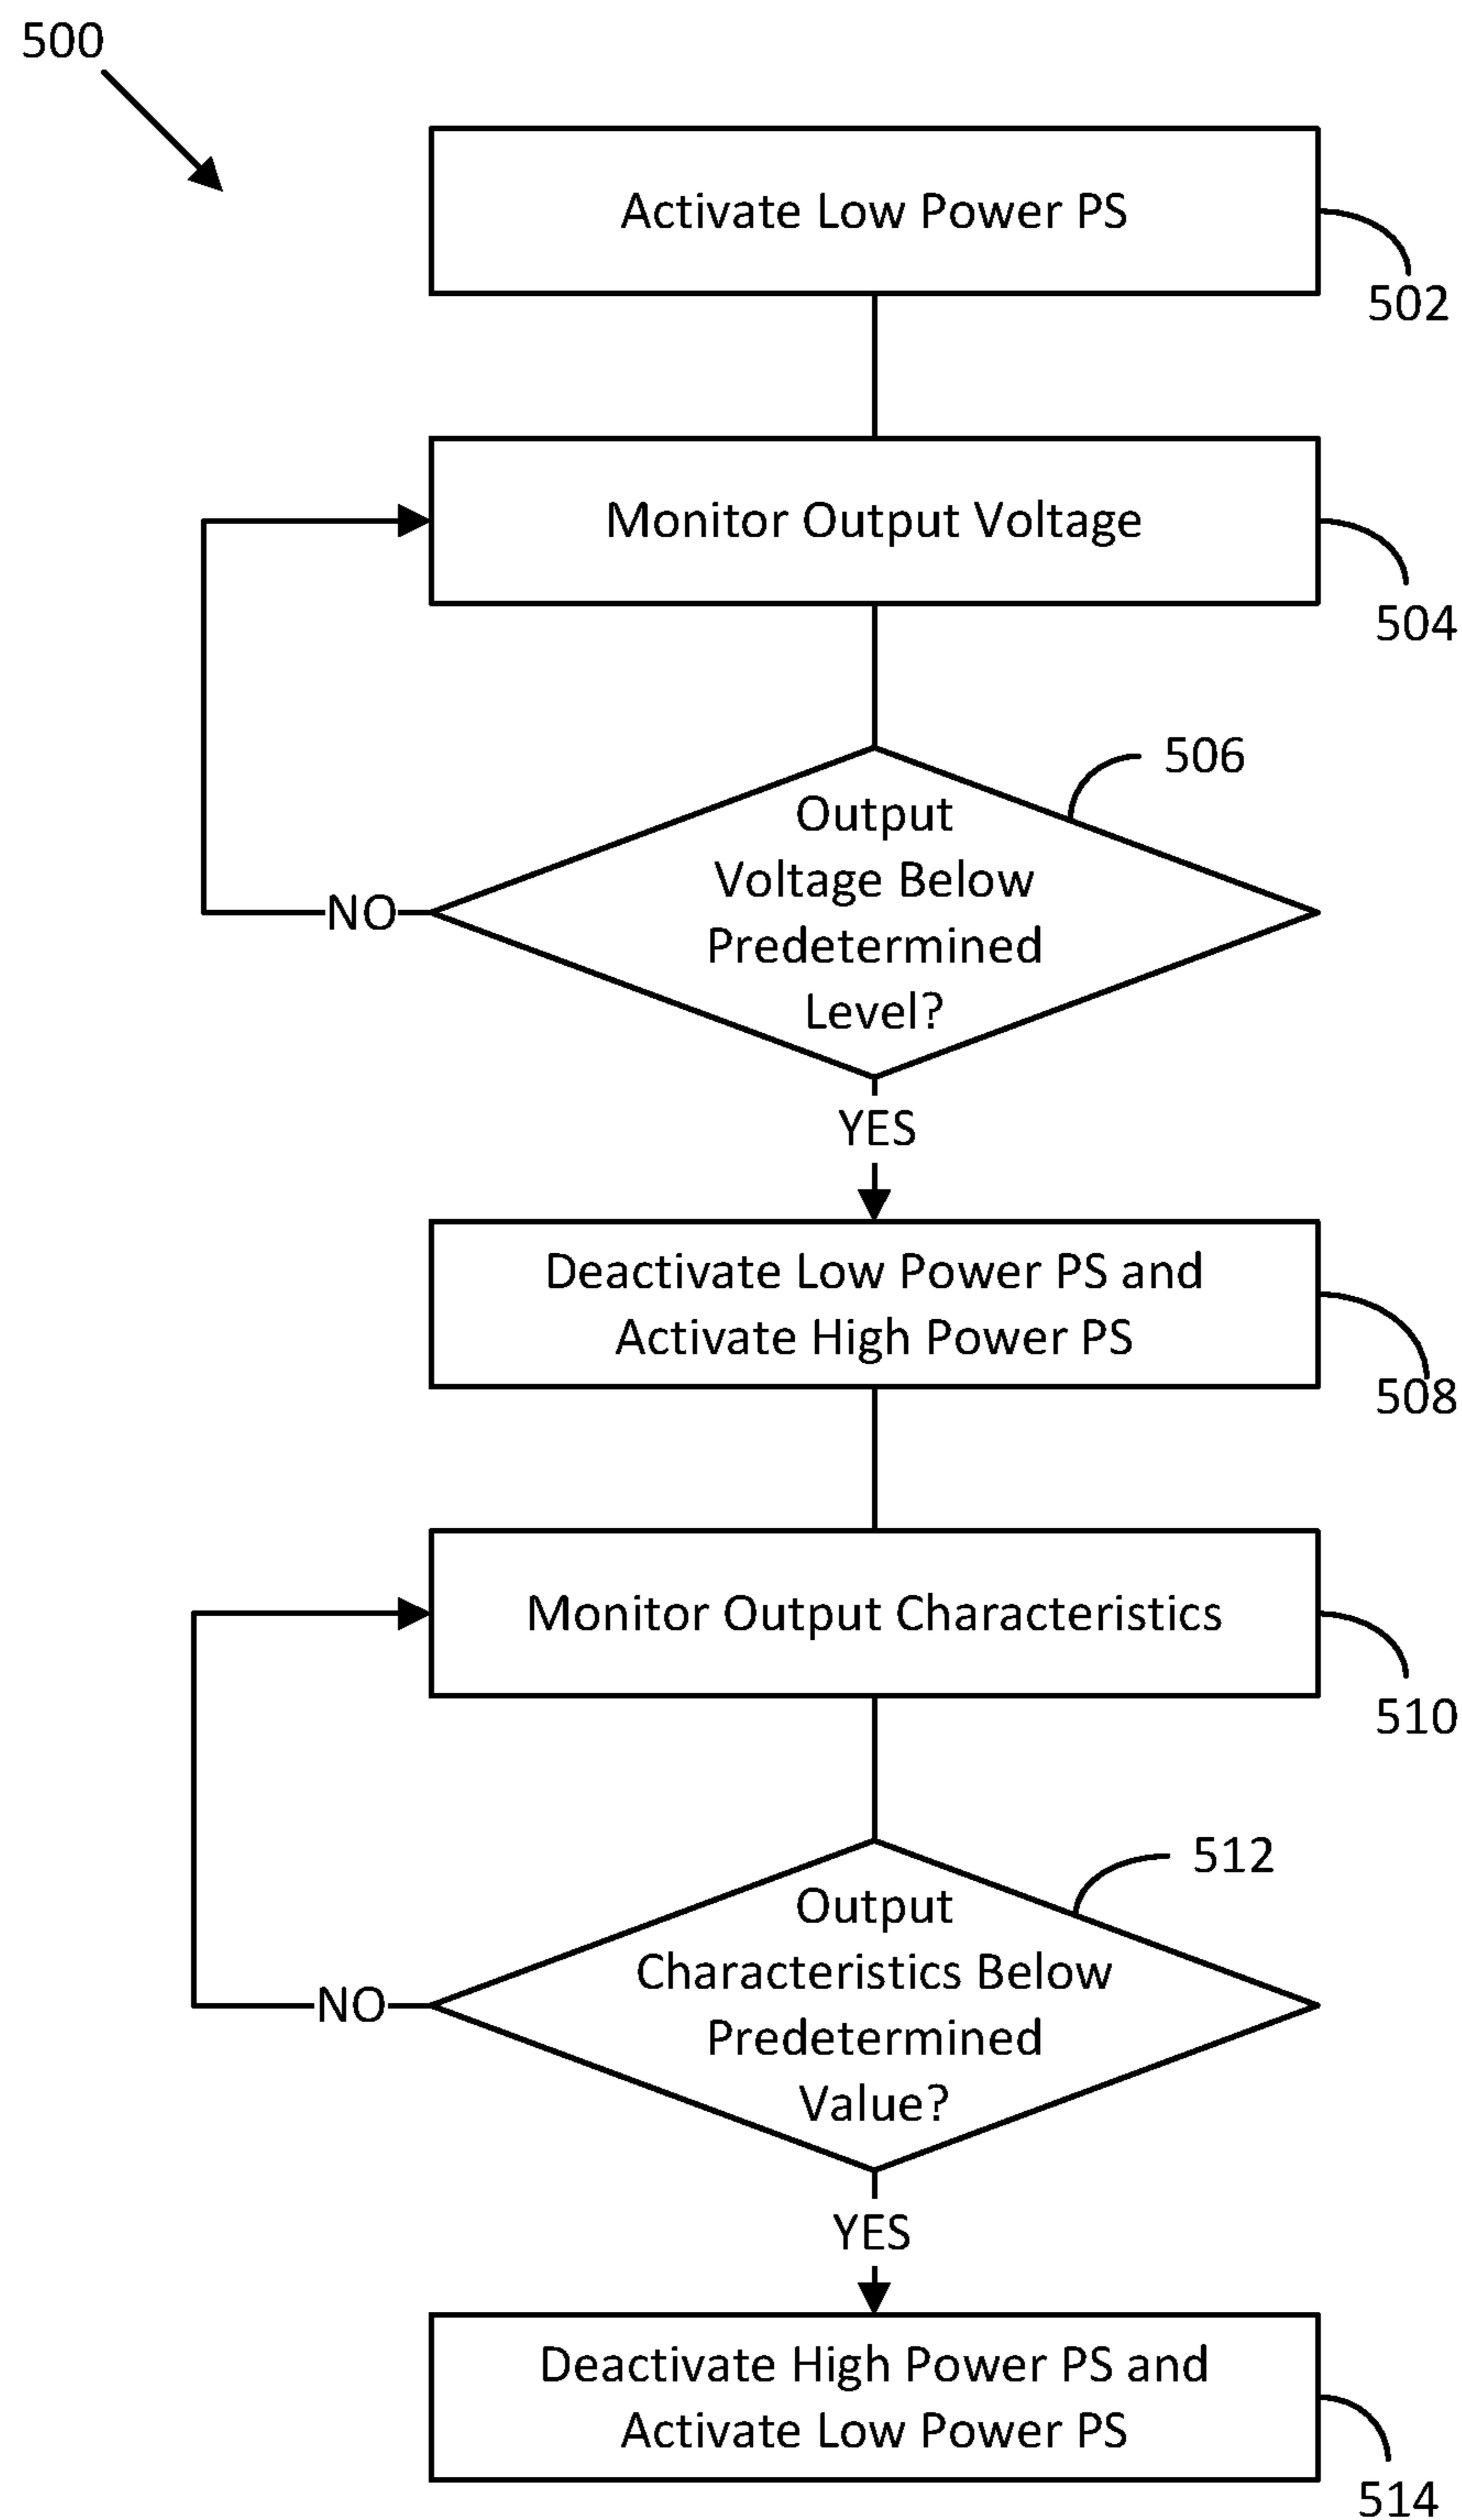 500
Activate Low Power PS
502
Monitor Output Voltage
504
506
Output
Voltage Below
Predetermined
Level?
NO
YES
Deactivate Low Power PS and
Activate High Power PS
508
Monitor Output Characteristics
510
512
Output
Characteristics Below
Predetermined
Value?
NO
YES
Deactivate High Power PS and
Activate Low Power PS
514